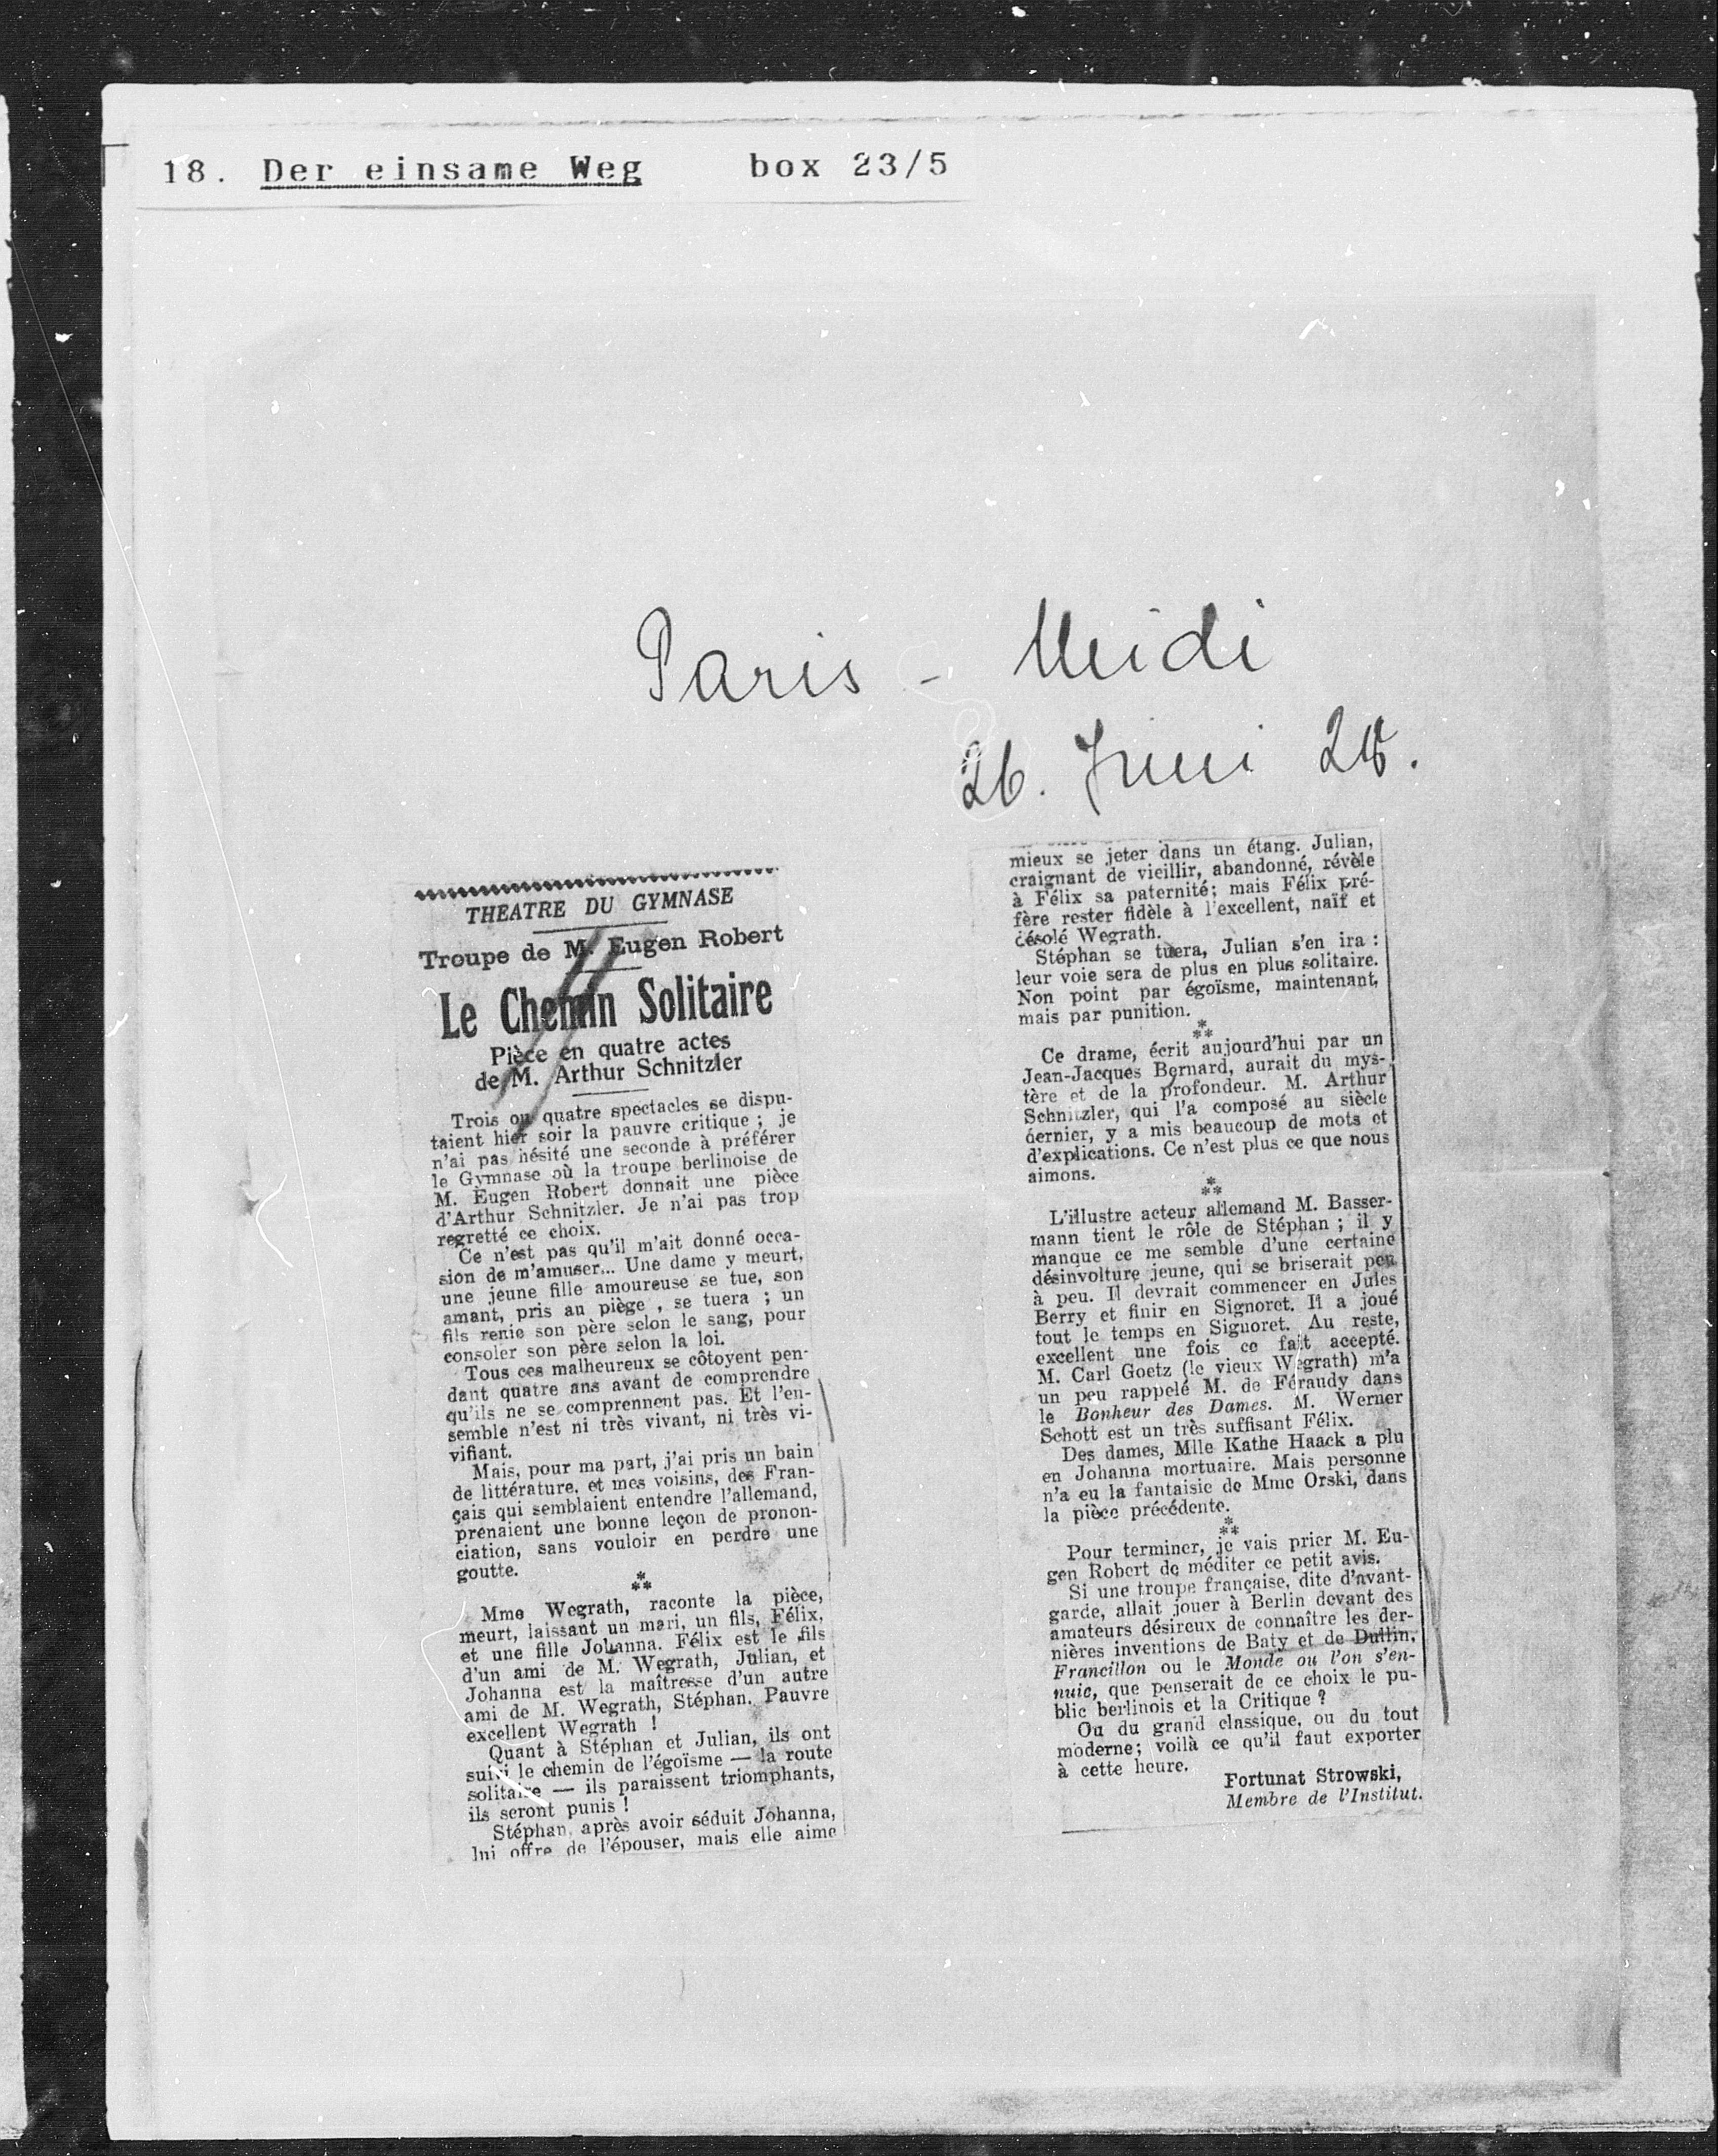 18. Der einsame Weg box 23/5
Paris - Midi
26. Juni 28.
THEATRE DU GYMNASE
Troupe de M. Eugen Robert
Le Chemin Solitaire
Pièce en quatre actes
de M. Arthur Schnitzler
Trois ou quatre spectacles se dispu-
taient hier soir la pauvre critique ; je
n'ai pas hésité une seconde à préférer
le Gymnase où la troupe berlinoise de
M. Eugen Robert donnait une pièce
d'Arthur Schnitzler. Je n'ai pas trop
regretté ce choix.
Ce n'est pas qu'il m'ait donné occa-
sion de m'amuser... Une dame y meurt,
une jeune fille amoureuse se tue, son
amant, pris au piège , se tuera ; un
fils renie son père selon le sang, pour
consoler son père selon la loi.
Tous ces malheureux se côtoyent pen-
dant quatre ans avant de comprendre
qu'ils ne se comprennent pas. Et l'en-
semble n'est ni très vivant, ni très vi-
vifiant.
Mais, pour ma part, j'ai pris un bain
de littérature. et mes voisins, des Fran-
çais qui semblaient entendre l'allemand,
prenaient une bonne leçon de pronon-
ciation, sans vouloir en perdre une
goutte.
*
**
Mme Wegrath, raconte la pièce,
meurt, laissant un mari, un fils, Félix,
et une fille Johanna. Félix est le fils
d'un ami de M. Wegrath, Julian, et
Johanna est la maîtresse d'un autre
ami de M. Wegrath, Stéphan. Pauvre
excellent Wegrath !
Quant à Stéphan et Julian, ils ont
suivi le chemin de l'égoïsme — la route
solitaire — ils paraissent triomphants,
ils seront punis !
Stéphan, après avoir séduit Johanna,
lui offre de l'épouser, mais elle aime
mieux se jeter dans un étang. Julian,
craignant de vieillir, abandonné, révèle
à Félix sa paternité; mais Félix pré-
fère rester fidèle à l'excellent, naïf et
désolé Wegrath.
Stéphan se tuera, Julian s'en ira :
leur voie sera de plus en plus solitaire.
Non point par égoïsme, maintenant,
mais par punition.
*
**
Ce drame, écrit aujourd'hui par un
Jean-Jacques Bernard, aurait du mys-
tère et de la profondeur. M. Arthur
Schnitzler, qui l'a composé au siècle
dernier, y a mis beaucoup de mots et
d'explications. Ce n'est plus ce que nous
aimons.
*
**
L'illustre acteur allemand M. Basser-
mann tient le rôle de Stéphan ; il y
manque ce me semble d'une certaine
désinvolture jeune, qui se briserait peu
à peu. Il devrait commencer en Jules
Berry et finir en Signoret. Il a joué
tout le temps en Signoret. Au reste,
excellent une fois ce fait accepté.
M. Carl Goetz (le vieux Wegrath) m'a
un peu rappelé M. de Féraudy dans
le Bonheur des Dames. M. Werner
Schott est un très suffisant Félix.
Des dames, Mlle Kathe Haack a plu
en Johanna mortuaire. Mais personne
n'a eu la fantaisie de Mme Orski, dans
la pièce précédente.
*
**
Pour terminer, je vais prier M. Eu-
gen Robert de méditer ce petit avis.
Si une troupe française, dite d'avant-
garde, allait jouer à Berlin devant des
amateurs désireux de connaître les der-
nières inventions de Baty et de Dullin,
Francillon ou le Monde ou l'on s'en-
nuie, que penserait de ce choix le pu-
blic berlinois et la Critique ?
Ou du grand classique, ou du tout
moderne; voilà ce qu'il faut exporter
à cette heure.
Fortunat Strowski,
Membre de l'Institut.